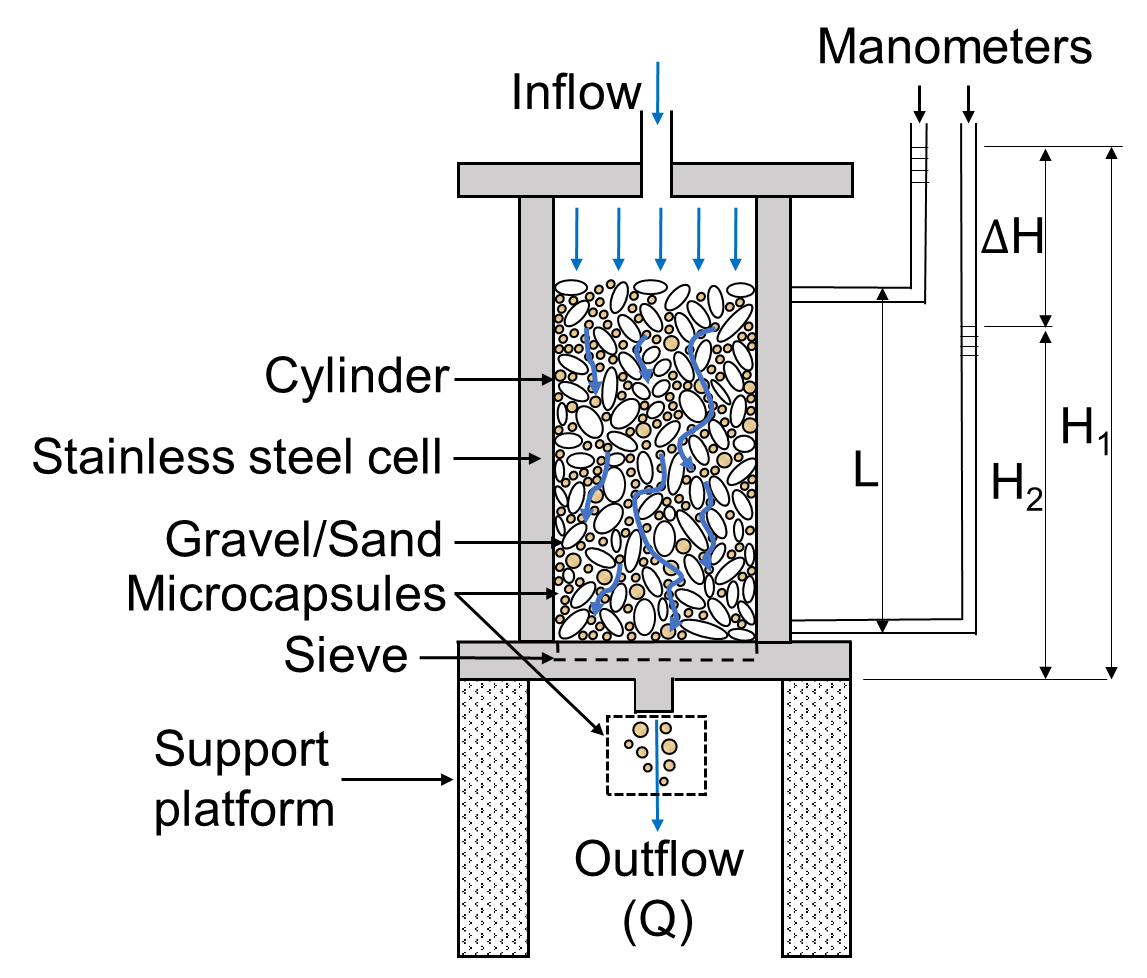 Manometers
Inflow
ΔH
Cylinder
H₁
Stainless steel cell
L
H₂
Gravel/Sand
Microcapsules
Sieve
Support
platform
Outflow
(Q)